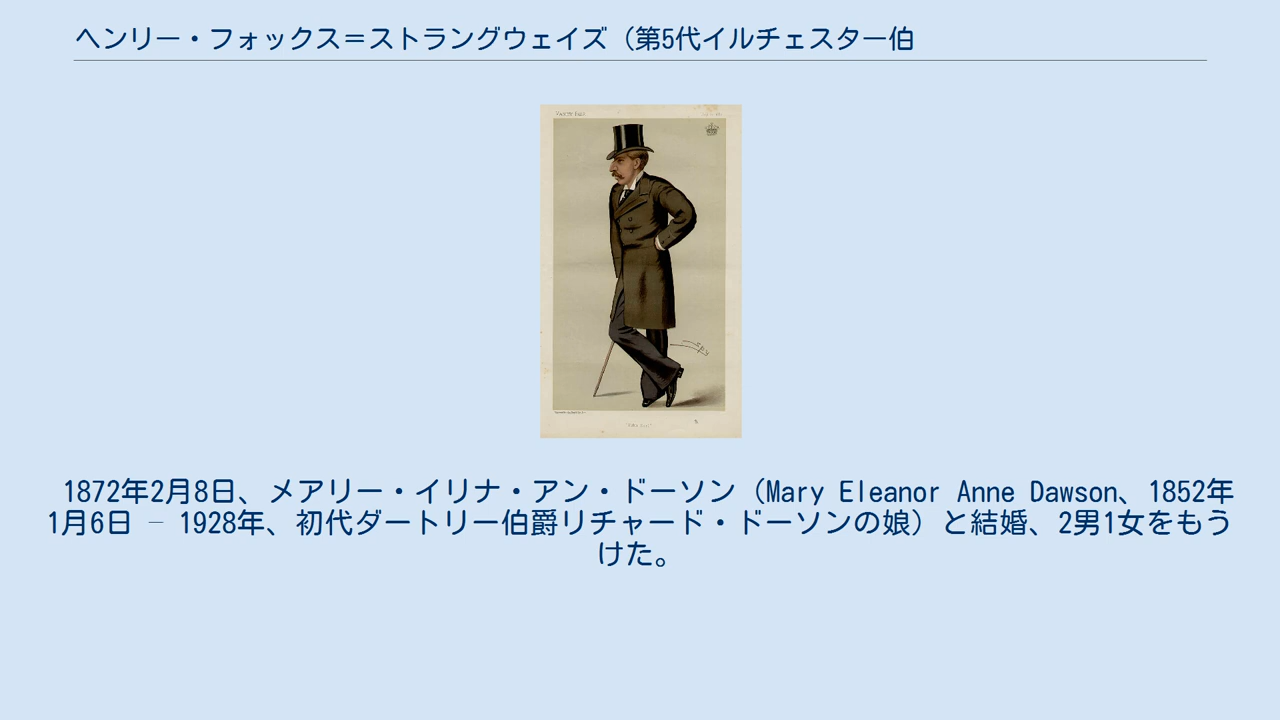 ヘンリー・フォックス＝ストラングウェイズ（第5代イルチェスター伯
Spy
1872年2月8日、メアリー・イリナ・アン・ドーソン（Mary Eleanor Anne Dawson、1852年
1月6日 – 1928年、初代ダートリー伯爵リチャード・ドーソンの娘）と結婚、2男1女をもう
けた。